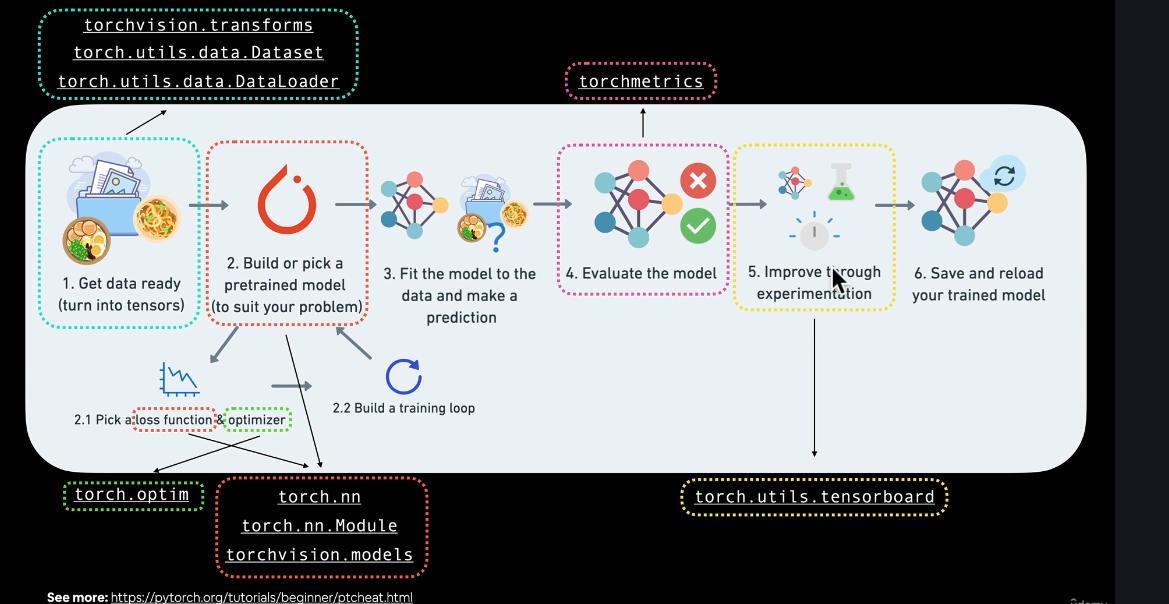 torchvision.transforms
torch.utils.data.Dataset
torch.utils.data.DataLoader
torchmetrics
1. Get data ready
(turn into tensors)
2. Build or pick a
pretrained model
(to suit your problem)
3. Fit the model to the
data and make a
prediction
4. Evaluate the model
5. Improve through
experimentation
6. Save and reload
your trained model
2.1 Pick a loss function & optimizer
2.2 Build a training loop
torch.optim
torch.nn
torch.nn.Module
torchvision.models
torch.utils.tensorboard
See more: https://pytorch.org/tutorials/beginner/ptcheat.html